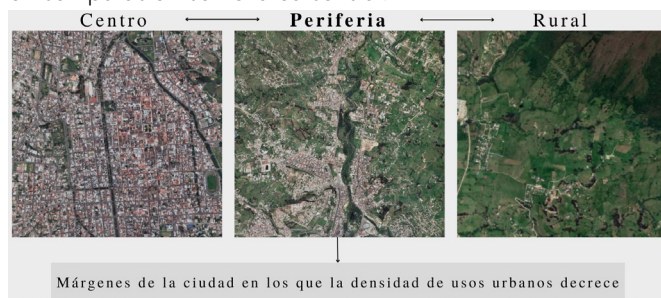 Centro Periferia Rural
Márgenes de la ciudad en los que la densidad de usos urbanos decrece